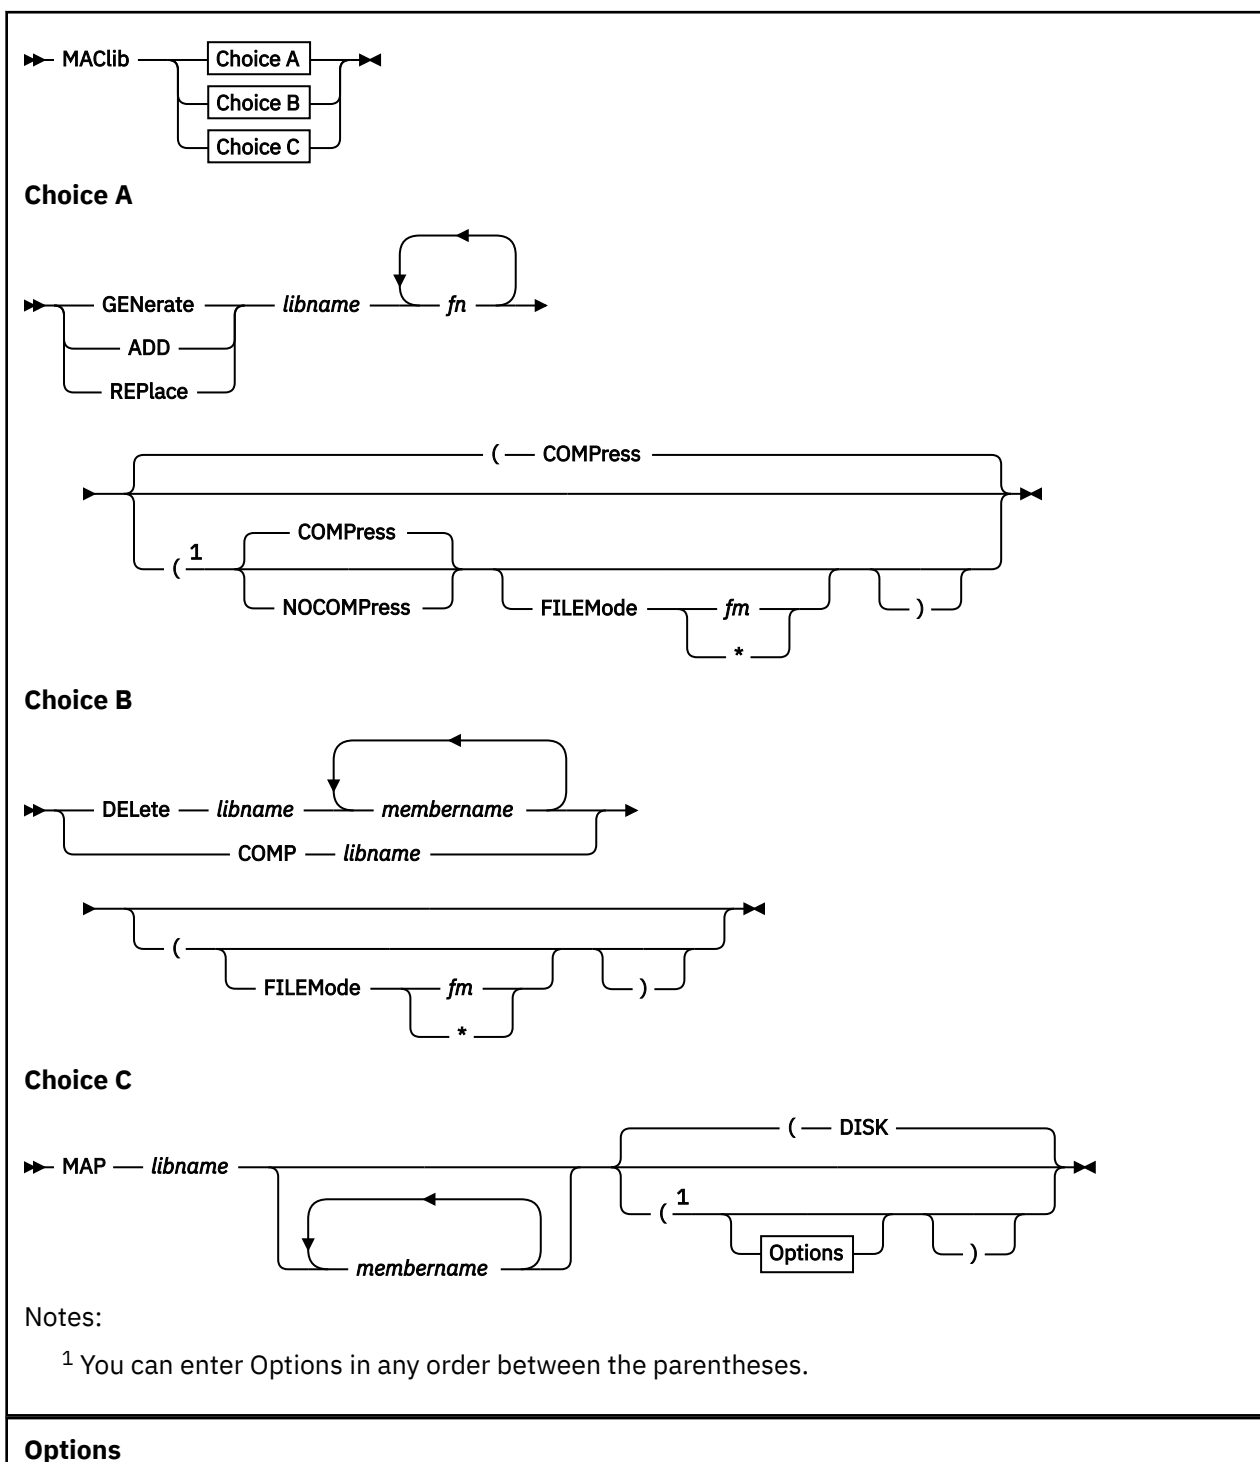 MAClib Choice A
Choice B
Choice C
Choice A
GENerate libname fn
ADD
REPlace
( COMPress
( 1 COMPress
NOCOMPress FILEMode fm )
*
Choice B
DELete libname membername
COMP libname
(
FILEMode fm )
*
Choice C
( DISK
MAP libname
( 1
Options )
membername
Notes:
1 You can enter Options in any order between the parentheses.
Options